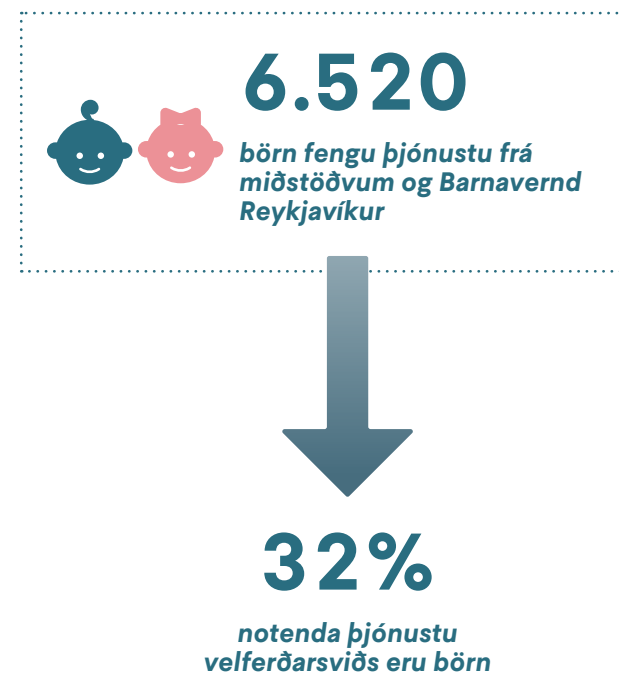 6.520
börn fengu þjónustu frá
miðstöðvum og Barnavernd
Reykjavíkur
32%
notenda þjónustu
velferðarsviðs eru börn